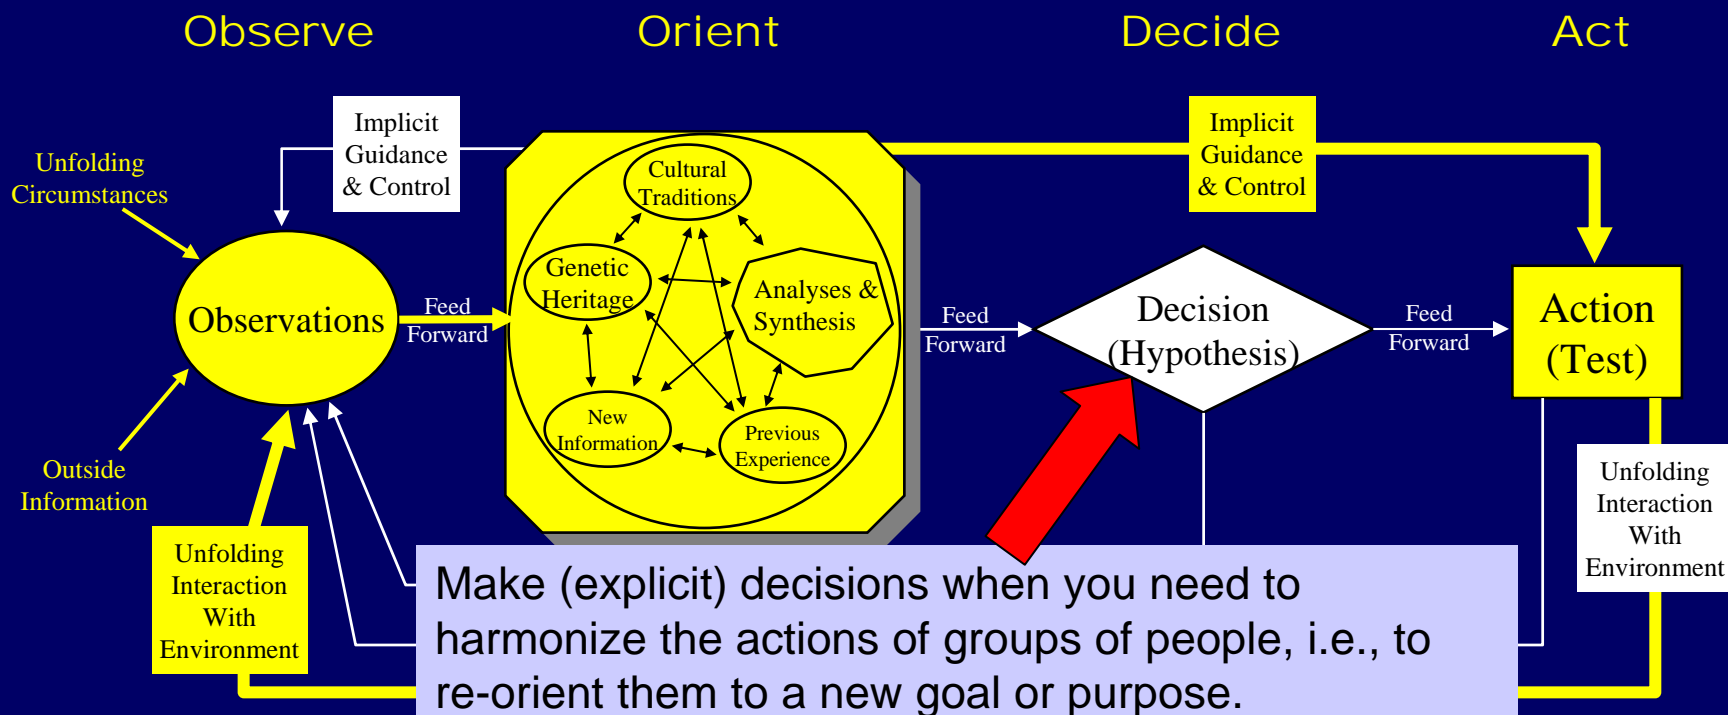 Observe
Orient
Decide
Act
Implicit
Guidance
& Control
Implicit
Guidance
& Control
Unfolding
Circumstances
Cultural
Traditions
Genetic
Heritage
Analyses &
Synthesis
Observations
Feed
Forward
Feed
Forward
Decision
(Hypothesis)
Feed
Forward
Action
(Test)
New
Information
Previous
Experience
Outside
Information
Unfolding
Interaction
With
Environment
Unfolding
Interaction
With
Environment
Make (explicit) decisions when you need to
harmonize the actions of groups of people, i.e., to
re-orient them to a new goal or purpose.